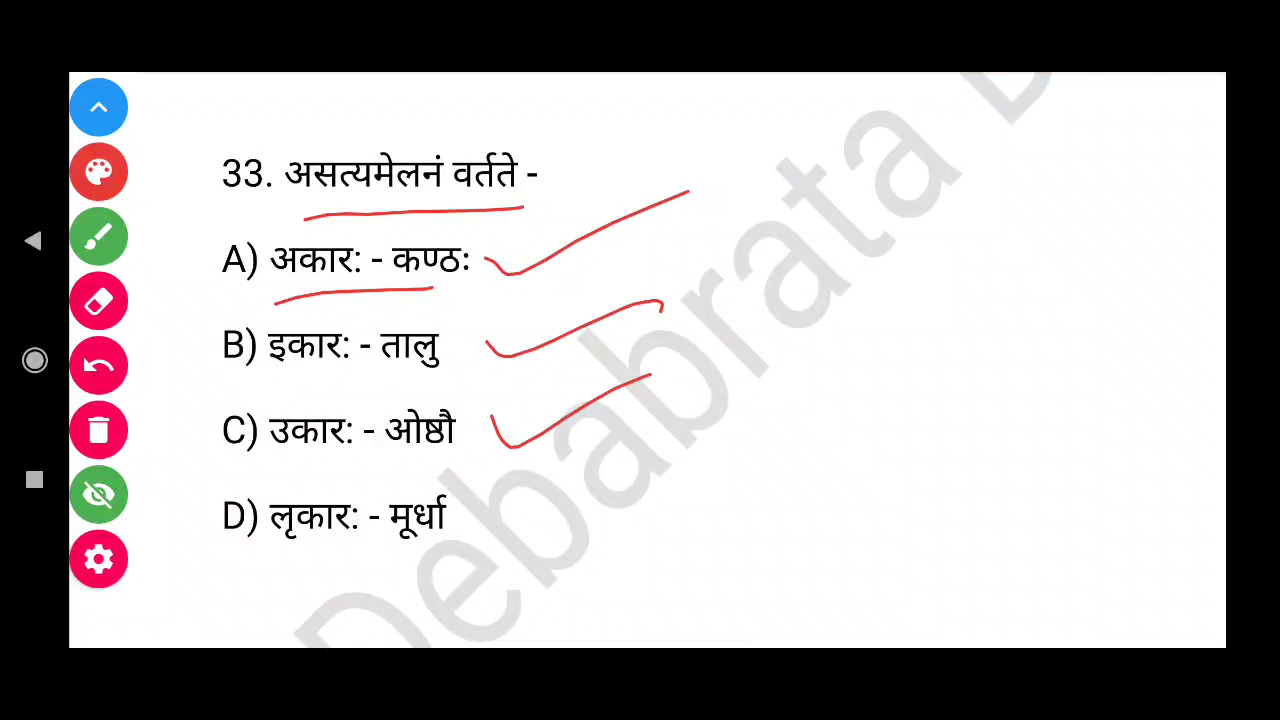 33. असत्यमेलनं वर्तते -
A) अकार: - कण्ठः
B) इकार: - तालु
C) उकार: - ओष्ठौ
D) लृकार: - मूर्धा
Debabrata